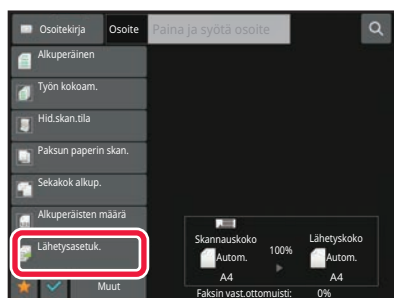 Osoitekirja
Osoite
Paina ja syötä osoite
Alkuperäinen
Työn kokoam.
Hid.skan.tila
Paksun paperin skan.
Sekakok alkup.
Alkuperäisten määrä
Lähetysasetuk.
Muut
Skannauskoko
100%
Lähetyskoko
Autom.
Autom.
A4
A4
Faksin vast.ottomuisti:
0%